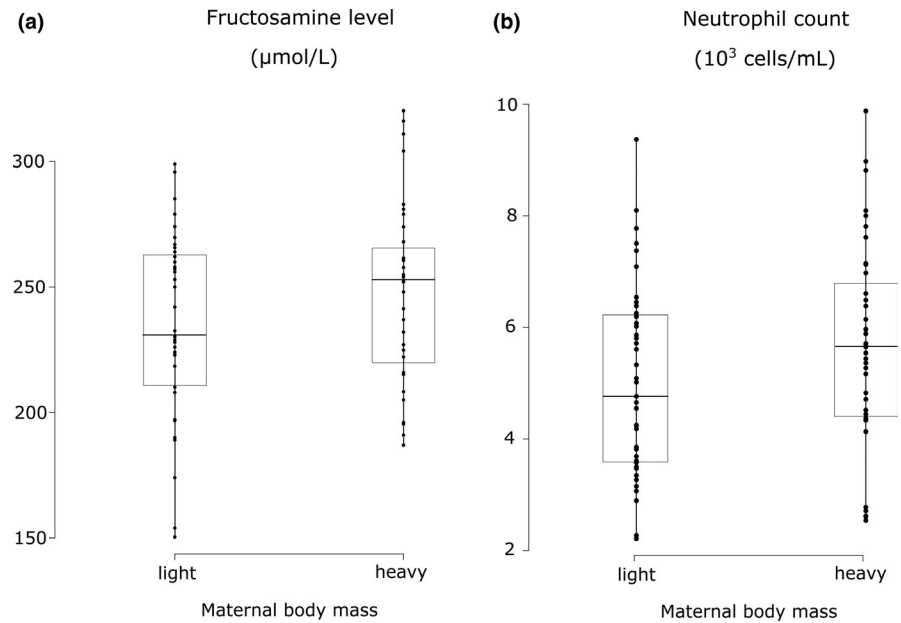 (a)
Fructosamine level
(µmol/L)
300
250
200
150
light
heavy
Maternal body mass
(b)
Neutrophil count
(10³ cells/mL)
10
8
6
4
2
light
heavy
Maternal body mass